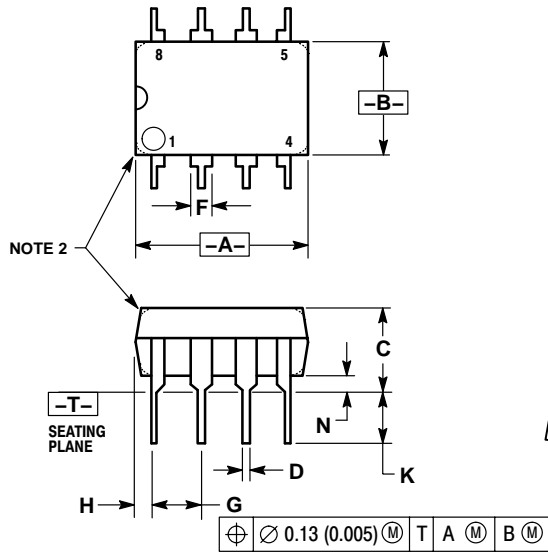 8 5
–B–
1 4
F
NOTE 2
–A–
C
N
–T–
SEATING
PLANE
D
K
H
G
⌖ ∅ 0.13 (0.005) Ⓜ T A Ⓜ B Ⓜ